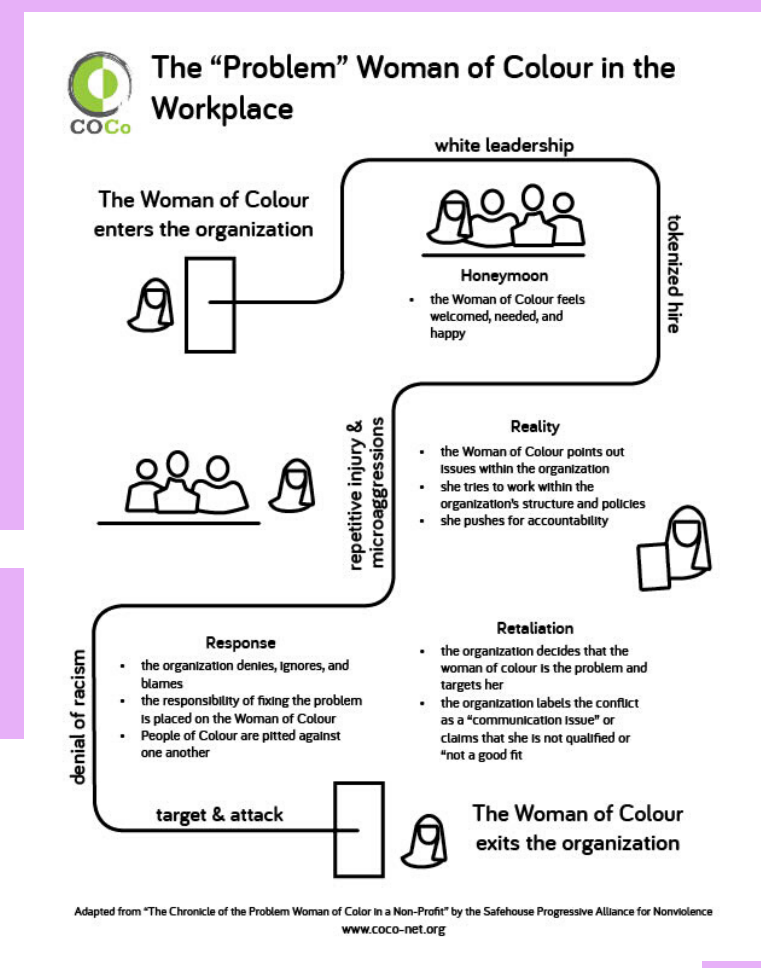 The “Problem” Woman of Colour in the
Workplace
COCo
white leadership
The Woman of Colour
enters the organization
tokenized hire
Honeymoon
• the Woman of Colour feels
welcomed, needed, and
happy
repetitive injury &
microaggressions
Reality
• the Woman of Colour points out
issues within the organization
• she tries to work within the
organization's structure and policies
• she pushes for accountability
denial of racism
Response
• the organization denies, ignores, and
blames
• the responsibility of fixing the problem
is placed on the Woman of Colour
• People of Colour are pitted against
one another
Retaliation
• the organization decides that the
woman of colour is the problem and
targets her
• the organization labels the conflict
as a “communication issue” or
claims that she is not qualified or
“not a good fit
target & attack
The Woman of Colour
exits the organization
Adapted from “The Chronicle of the Problem Woman of Color in a Non-Profit” by the Safehouse Progressive Alliance for Nonviolence
www.coco-net.org